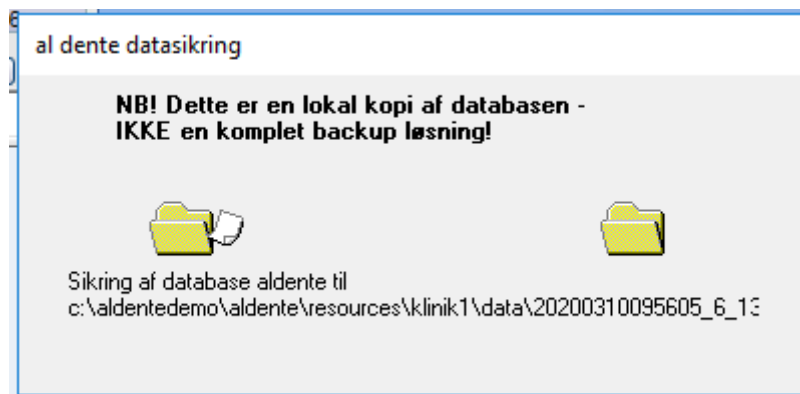 al dente datasikring
NB! Dette er en lokal kopi af databasen -
IKKE en komplet backup løsning!
Sikring af database aldente til
c:\aldentedemo\aldente\resources\klinik1\data\20200310095605_6_13